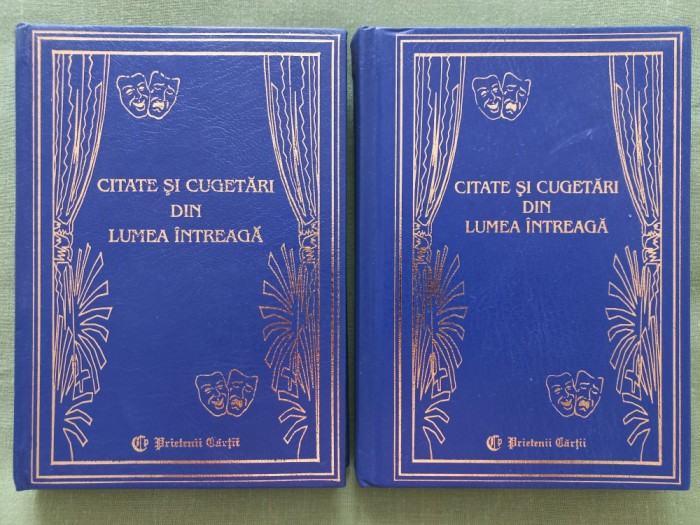 CITATE ŞI CUGETĂRI
DIN
LUMEA ÎNTREAGĂ
Prietenii Cărţii
CITATE ŞI CUGETĂRI
DIN
LUMEA ÎNTREAGĂ
Prietenii Cărţii